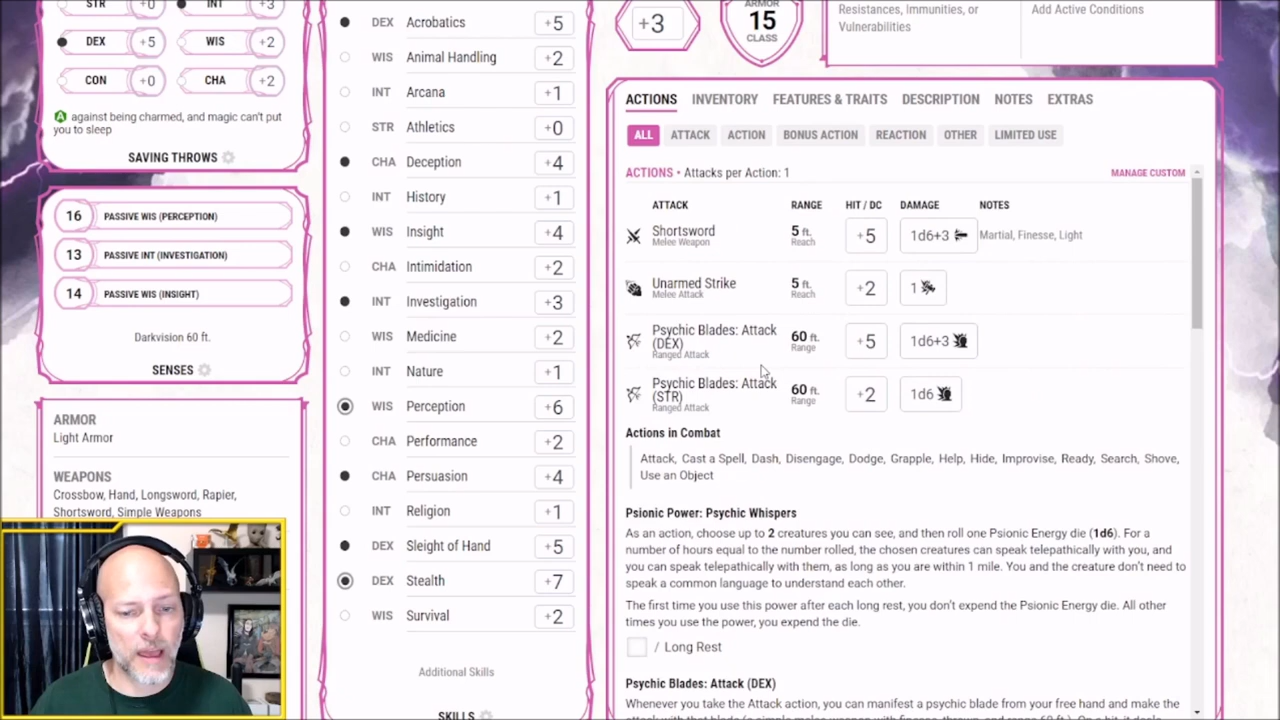 STR +0 INT +3
DEX +5 WIS +2
CON +0 CHA +2
A against being charmed, and magic can't put
you to sleep
SAVING THROWS
16 PASSIVE WIS (PERCEPTION)
13 PASSIVE INT (INVESTIGATION)
14 PASSIVE WIS (INSIGHT)
Darkvision 60 ft.
SENSES
ARMOR
Light Armor
WEAPONS
Crossbow, Hand, Longsword, Rapier,
Shortsword, Simple Weapons
DEX Acrobatics +5
WIS Animal Handling +2
INT Arcana +1
STR Athletics +0
CHA Deception +4
INT History +1
WIS Insight +4
CHA Intimidation +2
INT Investigation +3
WIS Medicine +2
INT Nature +1
WIS Perception +6
CHA Performance +2
CHA Persuasion +4
INT Religion +1
DEX Sleight of Hand +5
DEX Stealth +7
WIS Survival +2
Additional Skills
SKILLS
+3
ARMOR
15
CLASS
Resistances, Immunities, or
Vulnerabilities
Add Active Conditions
ACTIONS INVENTORY FEATURES & TRAITS DESCRIPTION NOTES EXTRAS
ALL ATTACK ACTION BONUS ACTION REACTION OTHER LIMITED USE
ACTIONS • Attacks per Action: 1 MANAGE CUSTOM
ATTACK RANGE HIT / DC DAMAGE NOTES
Shortsword 5 ft. +5 1d6+3 Martial, Finesse, Light
Melee Weapon Reach
Unarmed Strike 5 ft. +2 1
Melee Attack Reach
Psychic Blades: Attack
(DEX) 60 ft. +5 1d6+3
Ranged Attack Range
Psychic Blades: Attack
(STR) 60 ft. +2 1d6
Ranged Attack Range
Actions in Combat
Attack, Cast a Spell, Dash, Disengage, Dodge, Grapple, Help, Hide, Improvise, Ready, Search, Shove,
Use an Object
Psionic Power: Psychic Whispers
As an action, choose up to 2 creatures you can see, and then roll one Psionic Energy die (1d6). For a
number of hours equal to the number rolled, the chosen creatures can speak telepathically with you, and
you can speak telepathically with them, as long as you are within 1 mile. You and the creature don't need to
speak a common language to understand each other.
The first time you use this power after each long rest, you don't expend the Psionic Energy die. All other
times you use the power, you expend the die.
/ Long Rest
Psychic Blades: Attack (DEX)
Whenever you take the Attack action, you can manifest a psychic blade from your free hand and make the